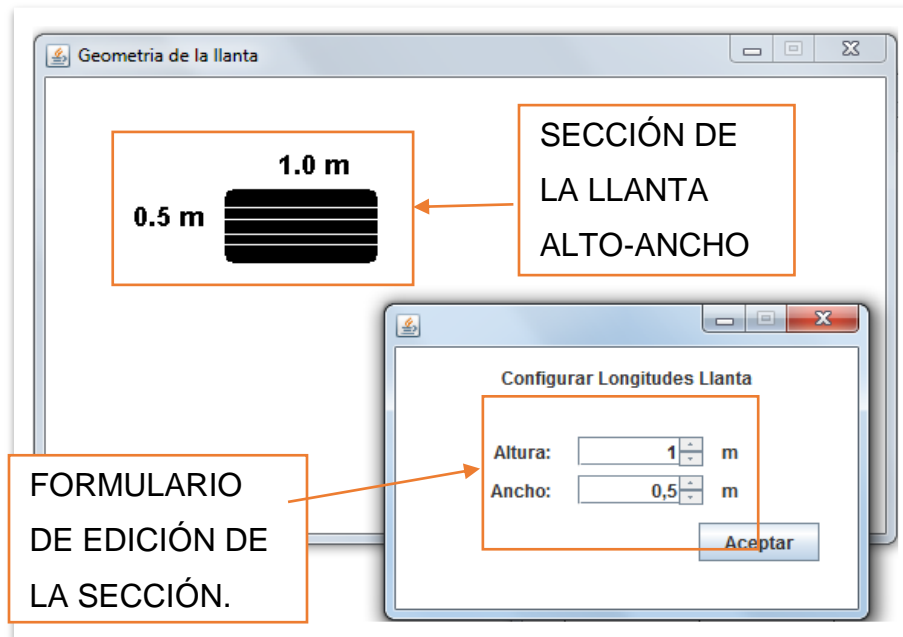 Geometria de la llanta
1.0 m
0.5 m
SECCIÓN DE
LA LLANTA
ALTO-ANCHO
Configurar Longitudes Llanta
Altura: 1 m
Ancho: 0,5 m
Aceptar
FORMULARIO
DE EDICIÓN DE
LA SECCIÓN.